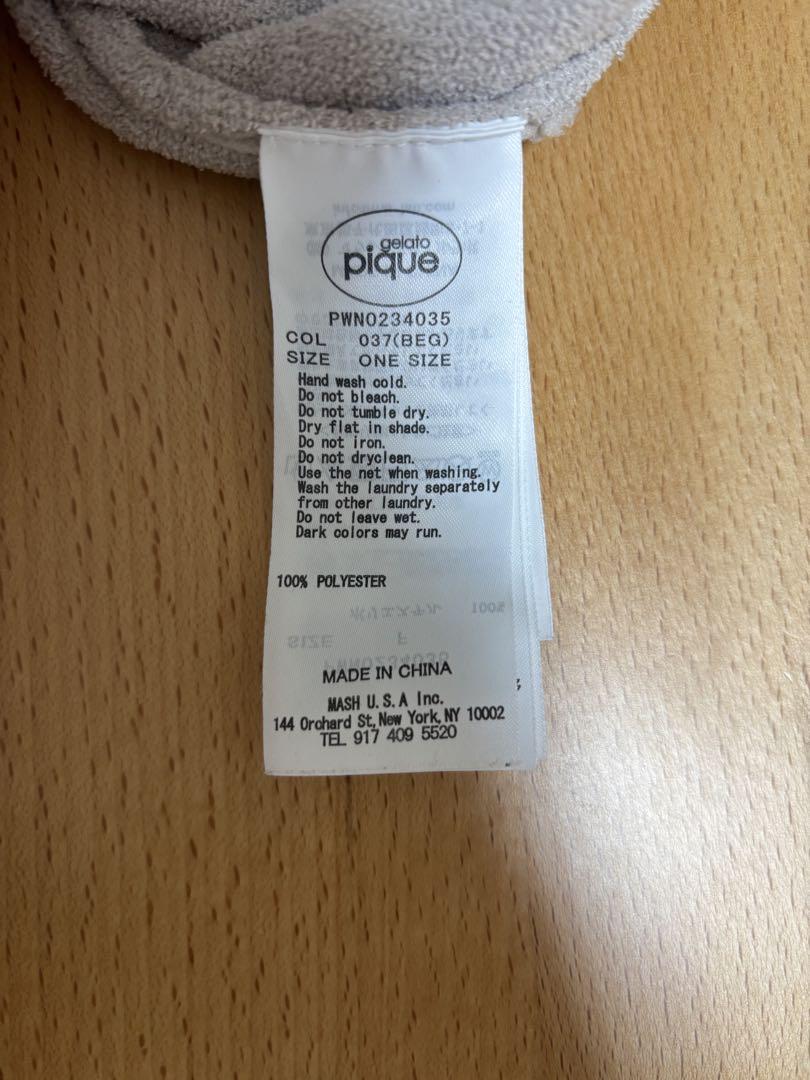 gelato
pique
PWNO234035
COL 037(BEG)
SIZE ONE SIZE
Hand wash cold.
Do not bleach.
Do not tumble dry.
Dry flat in shade.
Do not iron.
Do not dryclean.
Use the net when washing.
Wash the laundry separately
from other laundry.
Do not leave wet.
Dark colors may run.
100% POLYESTER
MADE IN CHINA
MASH U.S.A Inc.
144 Orchard St, New York, NY 10002
TEL 917 409 5520